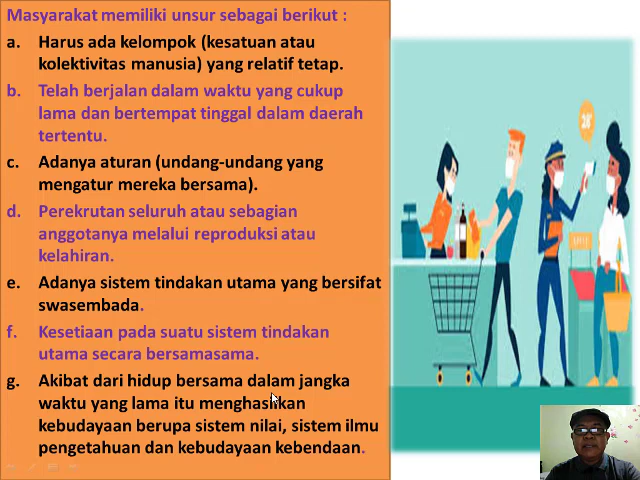 Masyarakat memiliki unsur sebagai berikut :
a. Harus ada kelompok (kesatuan atau
kolektivitas manusia) yang relatif tetap.
b. Telah berjalan dalam waktu yang cukup
lama dan bertempat tinggal dalam daerah
tertentu.
c. Adanya aturan (undang-undang yang
mengatur mereka bersama).
d. Perekrutan seluruh atau sebagian
anggotanya melalui reproduksi atau
kelahiran.
e. Adanya sistem tindakan utama yang bersifat
swasembada.
f. Kesetiaan pada suatu sistem tindakan
utama secara bersamasama.
g. Akibat dari hidup bersama dalam jangka
waktu yang lama itu menghasilkan
kebudayaan berupa sistem nilai, sistem ilmu
pengetahuan dan kebudayaan kebendaan.